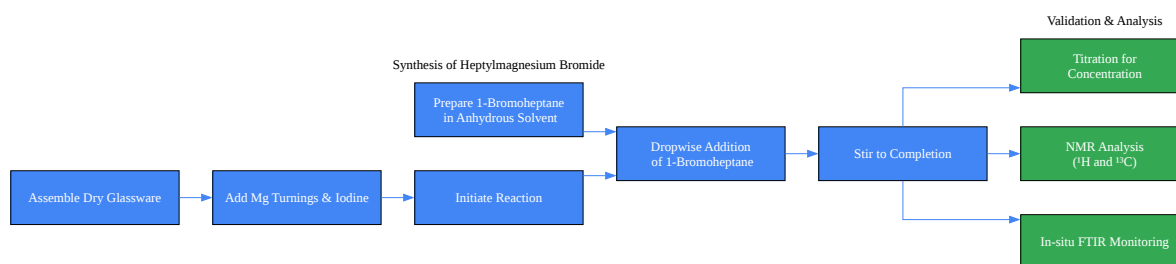 Validation & Analysis
Titration for
Concentration
Synthesis of Heptylmagnesium Bromide
Prepare 1-Bromoheptane
in Anhydrous Solvent
Dropwise Addition
of 1-Bromoheptane
Stir to Completion
NMR Analysis
(¹H and ¹³C)
Assemble Dry Glassware
Add Mg Turnings & Iodine
Initiate Reaction
In-situ FTIR Monitoring